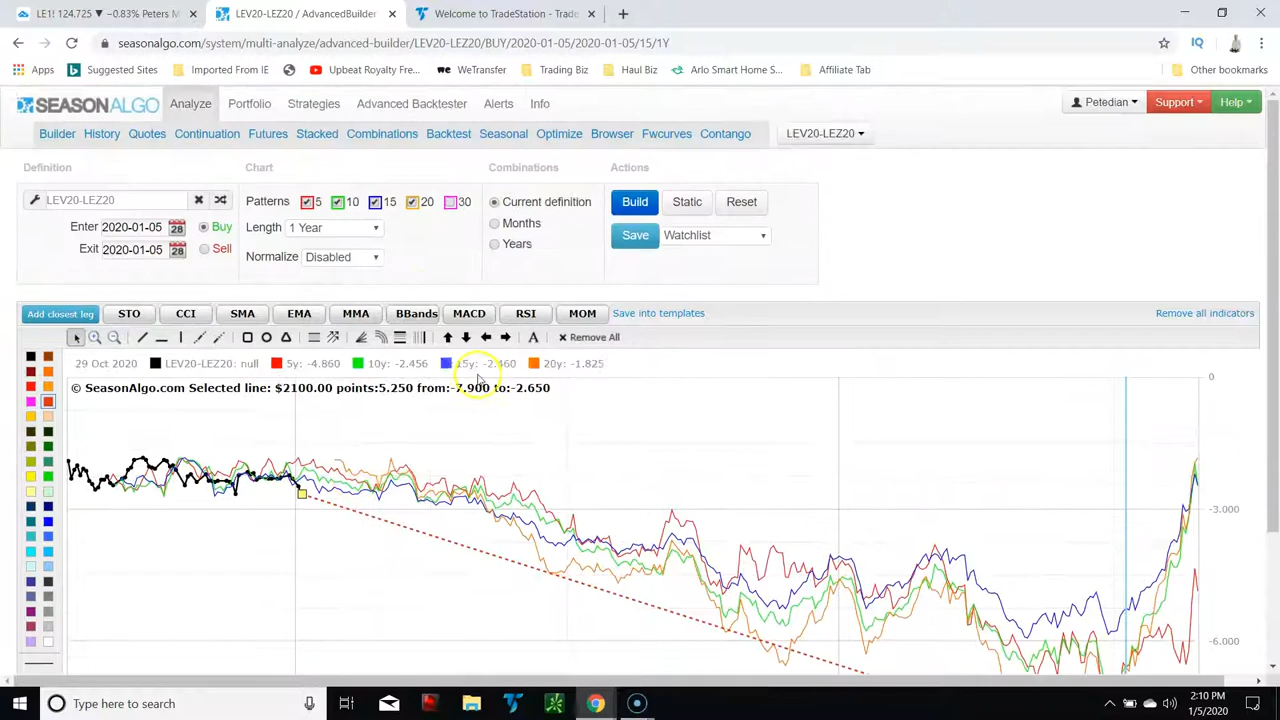 LE1! 124.725 ▼ −0.83% Peters M
LEV20-LEZ20 / AdvancedBuilder
Welcome to TradeStation - Trade
seasonalgo.com/system/multi-analyze/advanced-builder/LEV20-LEZ20/BUY/2020-01-05/2020-01-05/15/1Y
Apps Suggested Sites Imported From IE Upbeat Royalty Fre... WeTransfer Trading Biz Haul Biz Arlo Smart Home S... Affiliate Tab Other bookmarks
SEASONALGO Analyze Portfolio Strategies Advanced Backtester Alerts Info Petedian Support Help
Builder History Quotes Continuation Futures Stacked Combinations Backtest Seasonal Optimize Browser Fwcurves Contango LEV20-LEZ20
Definition Chart Combinations Actions
LEV20-LEZ20 Patterns 5 10 15 20 30 Current definition Build Static Reset
Enter 2020-01-05 28 Buy Length 1 Year Months
Exit 2020-01-05 28 Sell Normalize Disabled Years Save Watchlist
Add closest leg STO CCI SMA EMA MMA BBands MACD RSI MOM Save into templates Remove all indicators
A Remove All
29 Oct 2020 LEV20-LEZ20: null 5y: -4.860 10y: -2.456 15y: -2.460 20y: -1.825
© SeasonAlgo.com Selected line: $2100.00 points:5.250 from:-7.900 to:-2.650
0
-3.000
-6.000
Type here to search
2:10 PM
1/5/2020